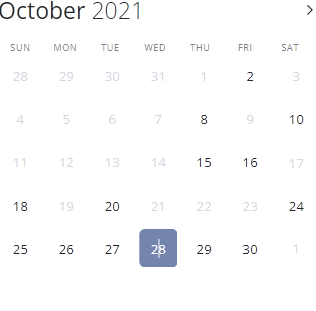 October 2021
SUN MON TUE WED THU FRI SAT
28 29 30 31 1 2 3
4 5 6 7 8 9 10
11 12 13 14 15 16 17
18 19 20 21 22 23 24
25 26 27 28 29 30 1